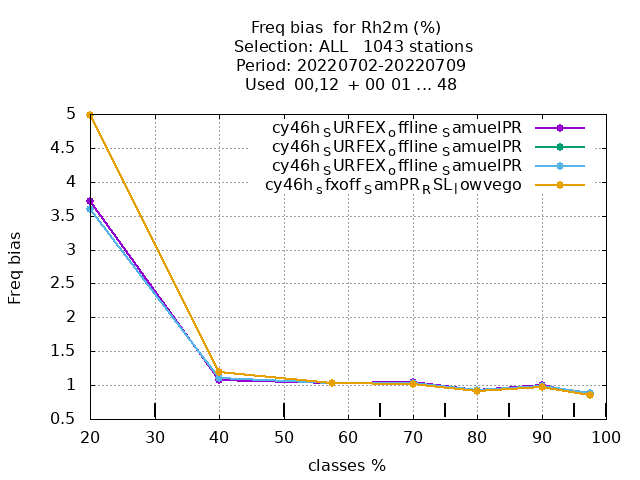 Freq bias  for Rh2m (%)
Selection: ALL   1043 stations
Period: 20220702-20220709
Used  00,12  + 00 01 ... 48
cy46h_SURFEX_offline_SamuelPR
cy46h_SURFEX_offline_SamuelPR
cy46h_SURFEX_offline_SamuelPR
cy46h_sfxoff_SamPR_RSL_lowvego
5
4.5
4
3.5
3
2.5
2
1.5
1
0.5
Freq bias
20 30 40 50 60 70 80 90 100
classes %